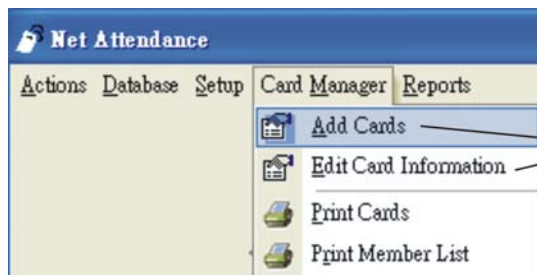 Net Attendance
Actions Database Setup Card Manager Reports
Add Cards
Edit Card Information
Print Cards
Print Member List